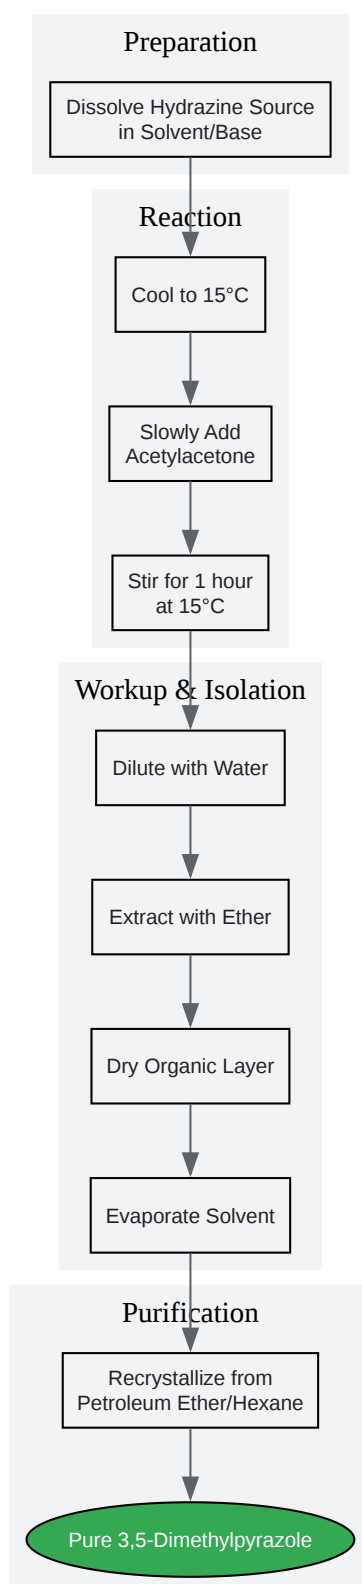 Preparation
Dissolve Hydrazine Source
in Solvent/Base
Reaction
Cool to 15°C
Slowly Add
Acetylacetone
Stir for 1 hour
at 15°C
Workup & Isolation
Dilute with Water
Extract with Ether
Dry Organic Layer
Evaporate Solvent
Purification
Recrystallize from
Petroleum Ether/Hexane
Pure 3,5-Dimethylpyrazole